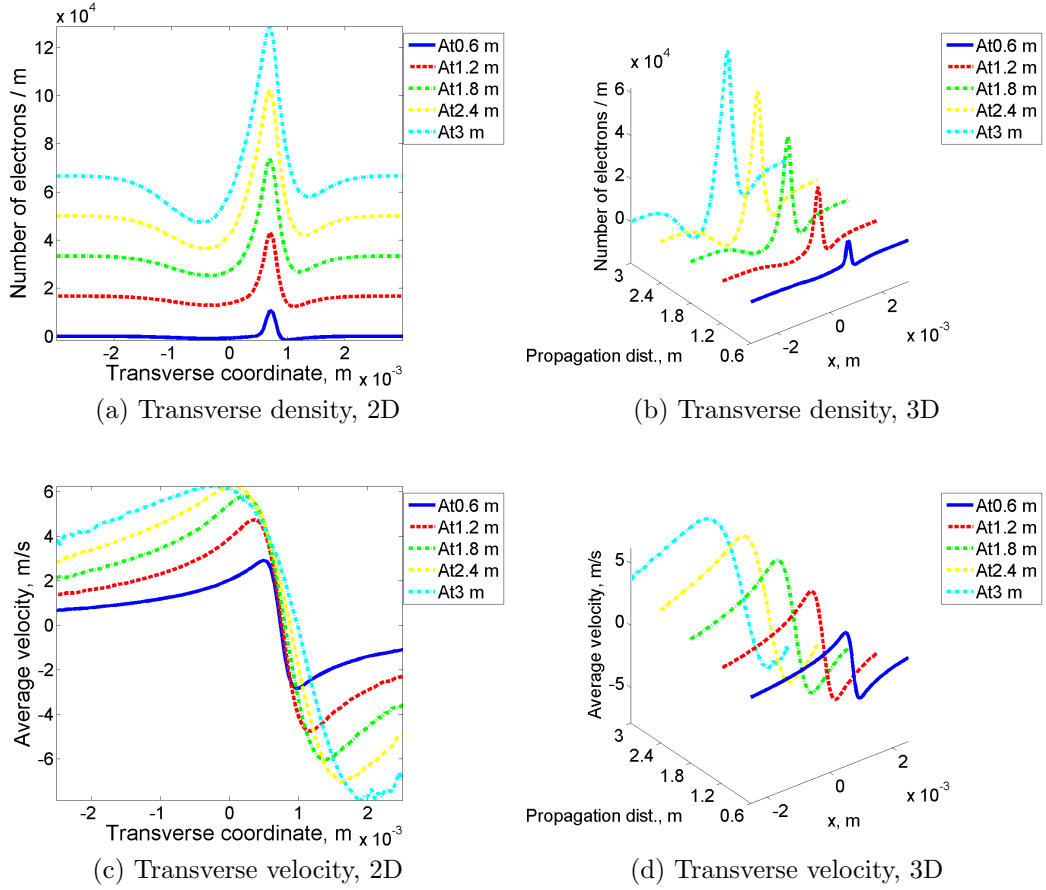 x 10⁴
12
10
8
6
4
2
0
Number of electrons / m
-2
0
1
2
Transverse coordinate, m
x 10⁻³
At0.6 m
At1.2 m
At1.8 m
At2.4 m
At3 m
(a) Transverse density, 2D
x 10⁴
6
4
2
0
Number of electrons / m
3
2.4
1.8
1.2
0.6
Propagation dist., m
-2
0
2
x 10⁻³
x, m
At0.6 m
At1.2 m
At1.8 m
At2.4 m
At3 m
(b) Transverse density, 3D
6
4
2
0
-2
-4
-6
Average velocity, m/s
-2
-1
0
1
2
Transverse coordinate, m
x 10⁻³
At0.6 m
At1.2 m
At1.8 m
At2.4 m
At3 m
(c) Transverse velocity, 2D
5
0
-5
Average velocity, m/s
3
2.4
1.8
1.2
0.6
Propagation dist., m
-2
0
2
x 10⁻³
x, m
At0.6 m
At1.2 m
At1.8 m
At2.4 m
At3 m
(d) Transverse velocity, 3D